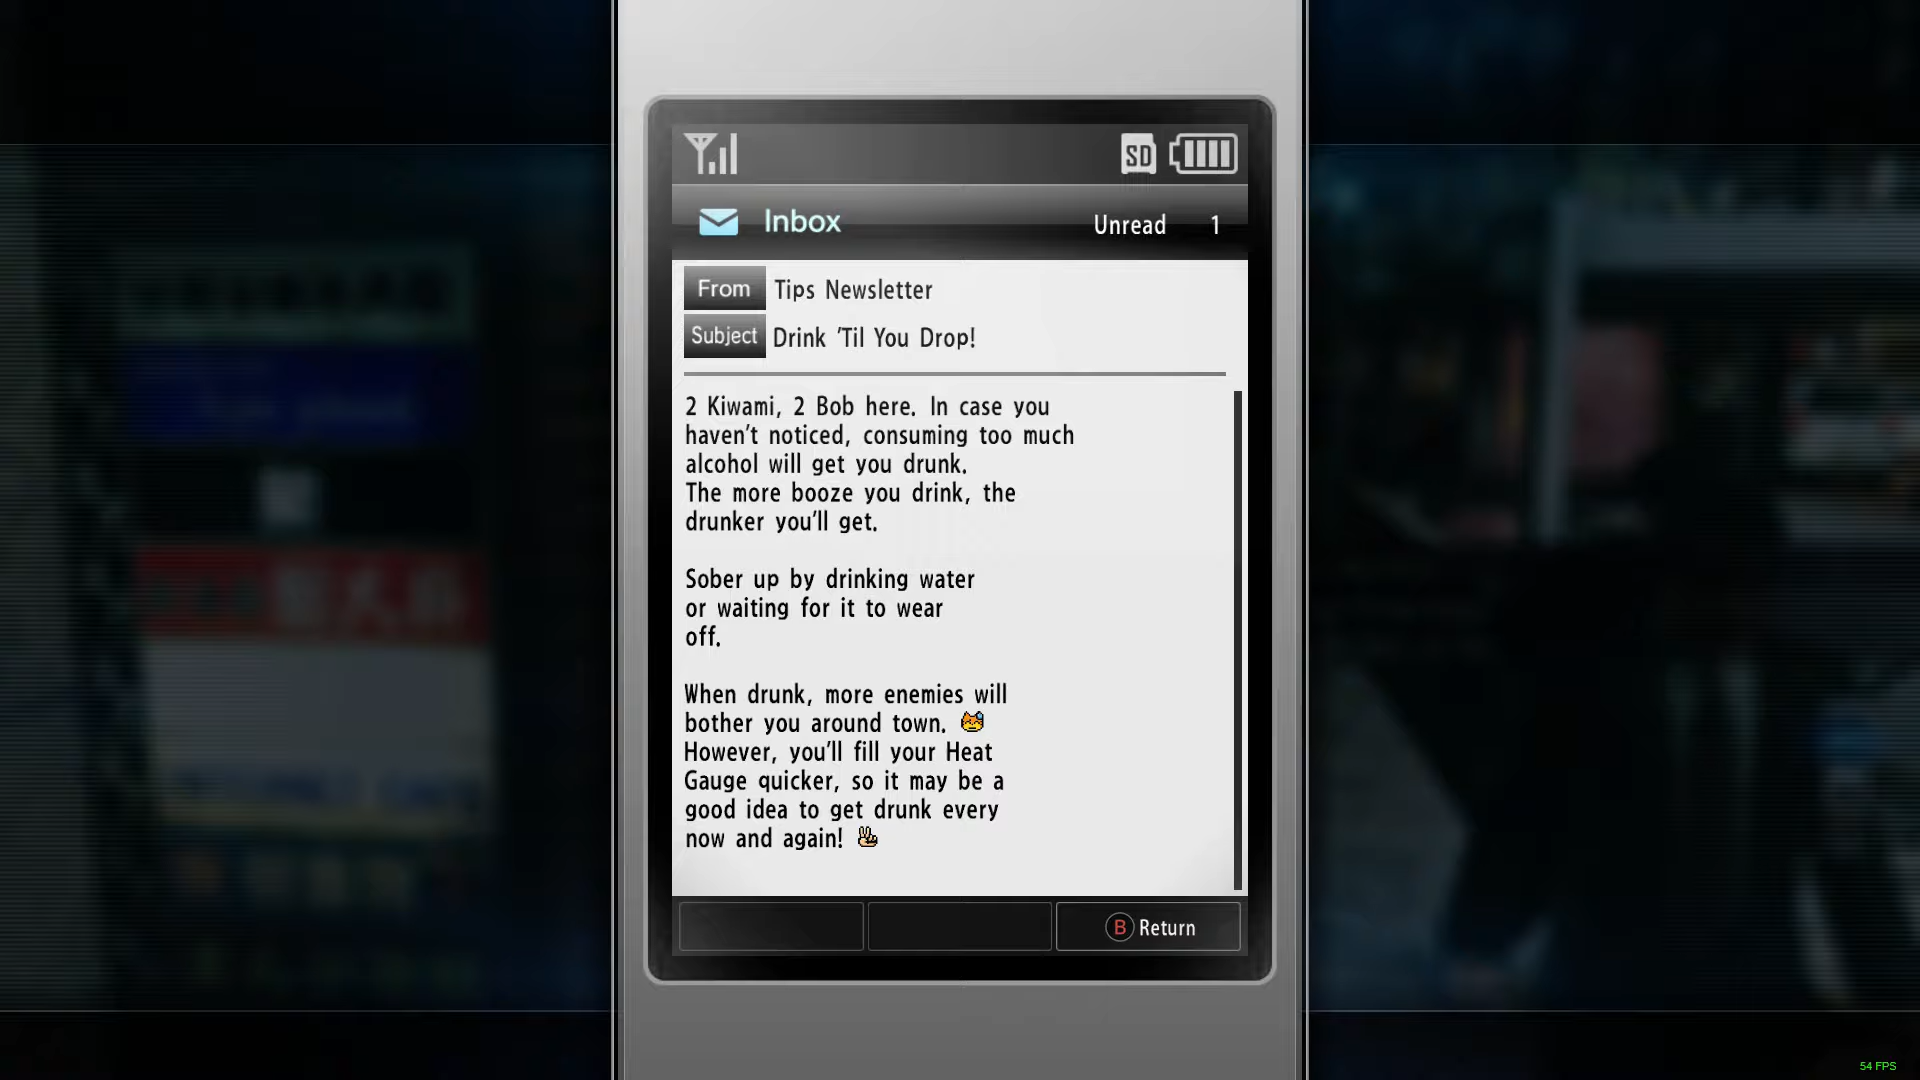 SD
Inbox
Unread 1
From Tips Newsletter
Subject Drink 'Til You Drop!
2 Kiwami, 2 Bob here. In case you
haven't noticed, consuming too much
alcohol will get you drunk.
The more booze you drink, the
drunker you'll get.
Sober up by drinking water
or waiting for it to wear
off.
When drunk, more enemies will
bother you around town.
However, you'll fill your Heat
Gauge quicker, so it may be a
good idea to get drunk every
now and again!
B Return
54 FPS